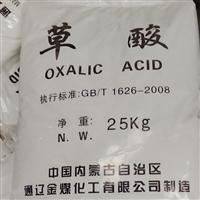 草酸
OXALIC ACID
执行标准:GB/T 1626-2008
净重:
N.W. 25Kg
中国内蒙古自治区
通辽金煤化工有限公司制造